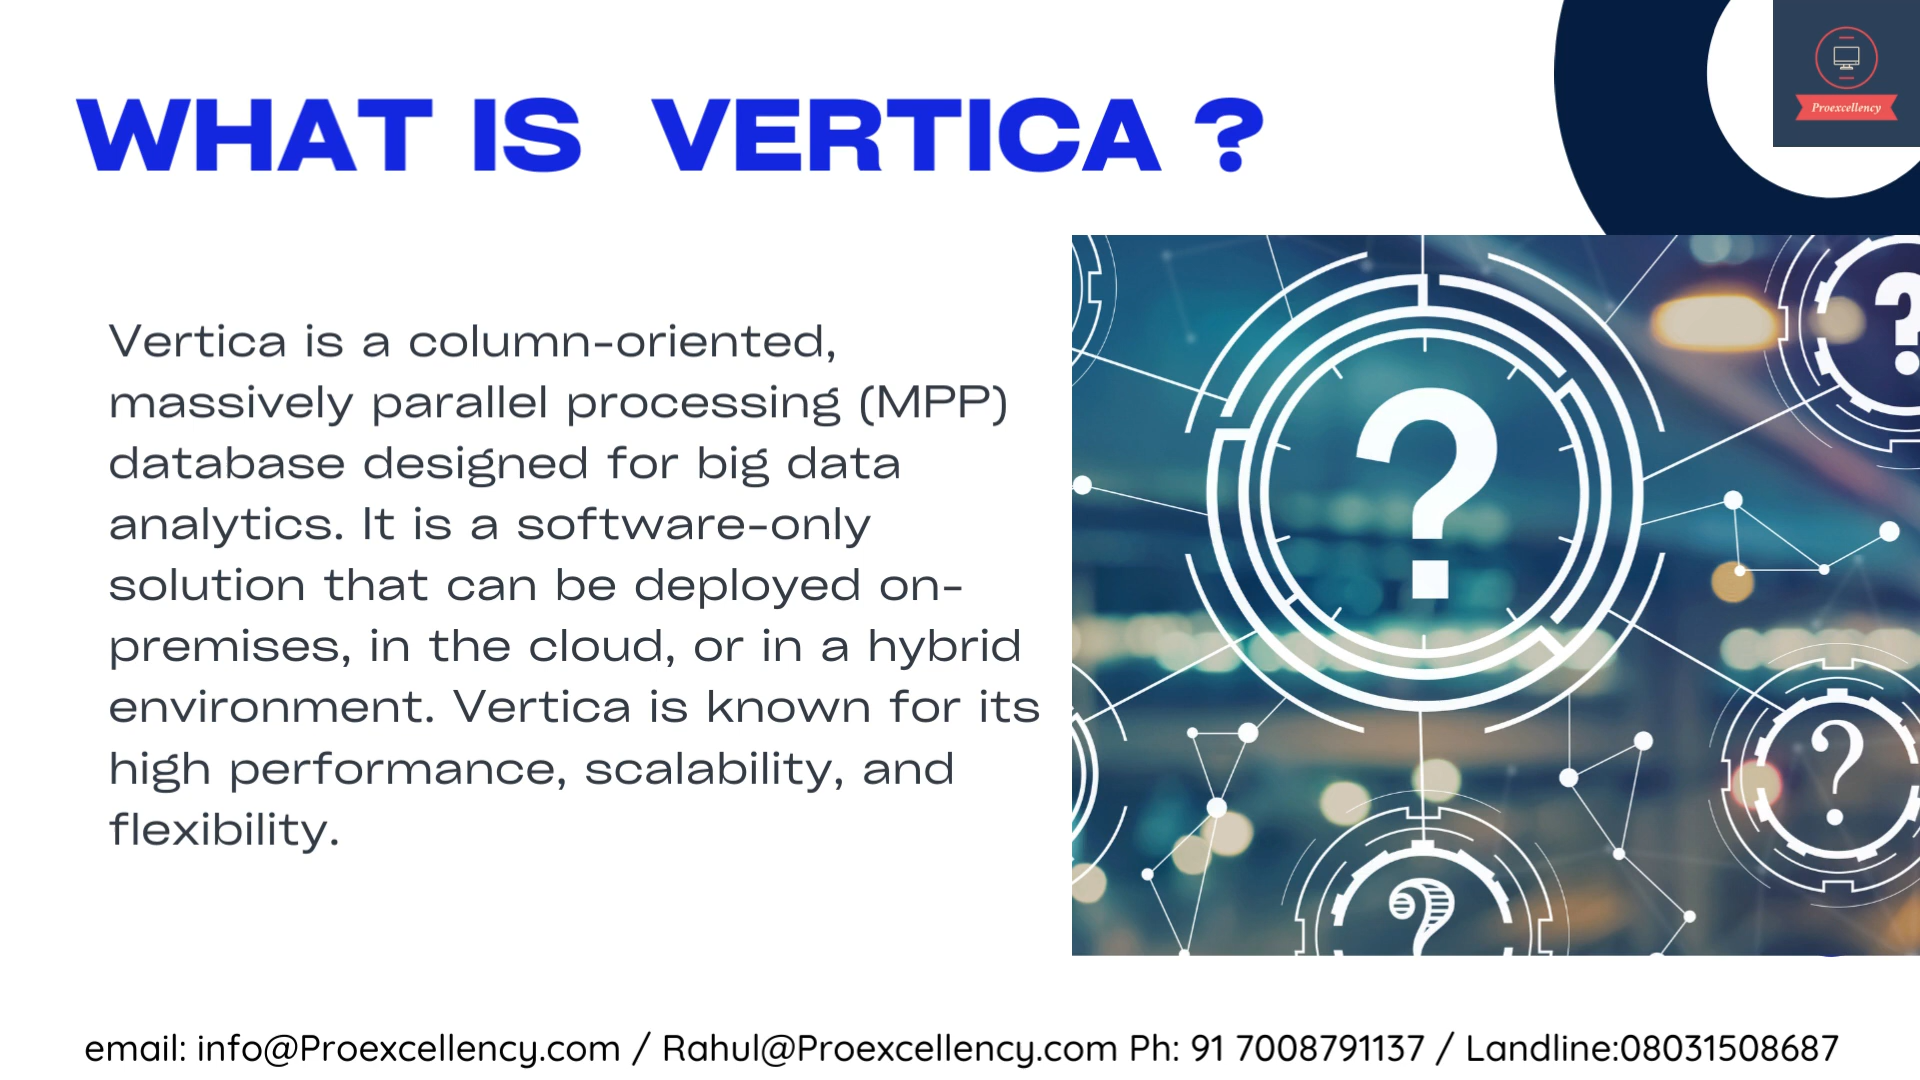 Proexcellency
WHAT IS VERTICA ?
Vertica is a column-oriented,
massively parallel processing (MPP)
database designed for big data
analytics. It is a software-only
solution that can be deployed on-
premises, in the cloud, or in a hybrid
environment. Vertica is known for its
high performance, scalability, and
flexibility.
?
?
?
?
email: info@Proexcellency.com / Rahul@Proexcellency.com Ph: 91 7008791137 / Landline:08031508687